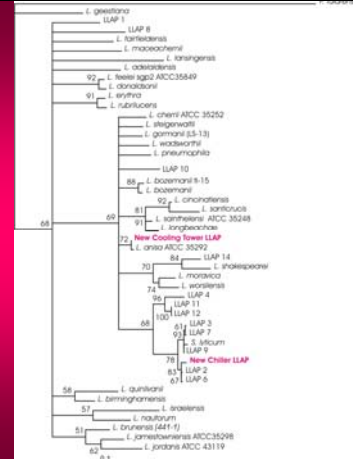 L. geestiana
LLAP 1
LLAP 8
L. fairfieldensis
L. maceachernii
L. lansingensis
L. adelaidensis
92
L. feeleii sgp2 ATCC35849
L. donaldsonii
91
L. erythra
L. rubrilucens
L. cherrii ATCC 35252
L. steigerwaltii
L. gormanii (LS-13)
L. wadsworthii
L. pneumophila
LLAP 10
88
L. bozemanii ft-15
L. bozemanii
92
L. cincinatiensis
81
L. santicrucis
L. sainthelensi ATCC 35248
91
L. longbeachae
68
69
72
New Cooling Tower LLAP
L. anisa ATCC 35292
84
LLAP 14
70
L. shakespearei
L. moravica
74
L. worsliensis
96
LLAP 4
LLAP 11
100
LLAP 12
68
61
LLAP 3
93
LLAP 7
S. lyticum
LLAP 9
78
New Chiller LLAP
83
LLAP 2
67
LLAP 6
58
L. quinlivanii
L. birminghamensis
57
L. israelensis
L. nautorum
51
L. brunensis (441-1)
L. jamestowniensis ATCC35298
62
L. jordanis ATCC 43119